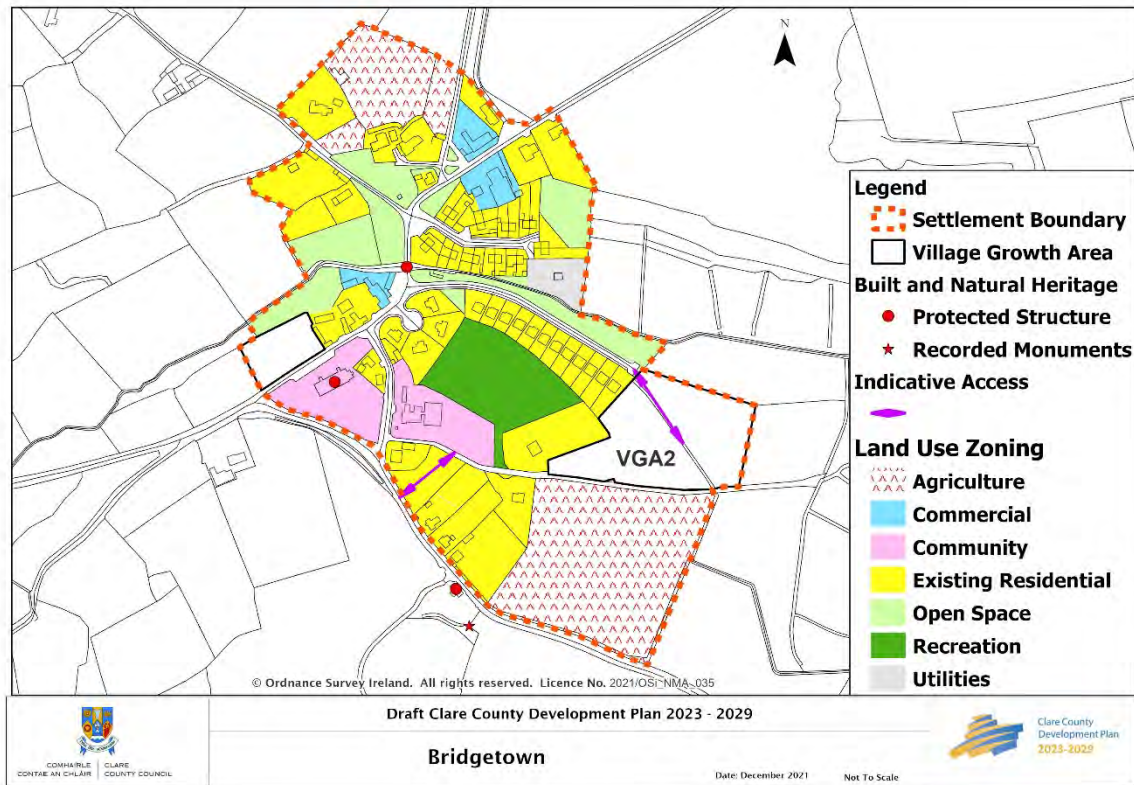 N
Legend
Settlement Boundary
Village Growth Area
Built and Natural Heritage
Protected Structure
Recorded Monuments
Indicative Access
Land Use Zoning
Agriculture
Commercial
Community
Existing Residential
Open Space
Recreation
Utilities
VGA2
© Ordnance Survey Ireland. All rights reserved. Licence No. 2021/OSi_NMA_035
COMHAIRLE CONTAE AN CHLÁIR
CLARE COUNTY COUNCIL
Draft Clare County Development Plan 2023 - 2029
Bridgetown
Date: December 2021 Not To Scale
Clare County
Development Plan
2023-2029